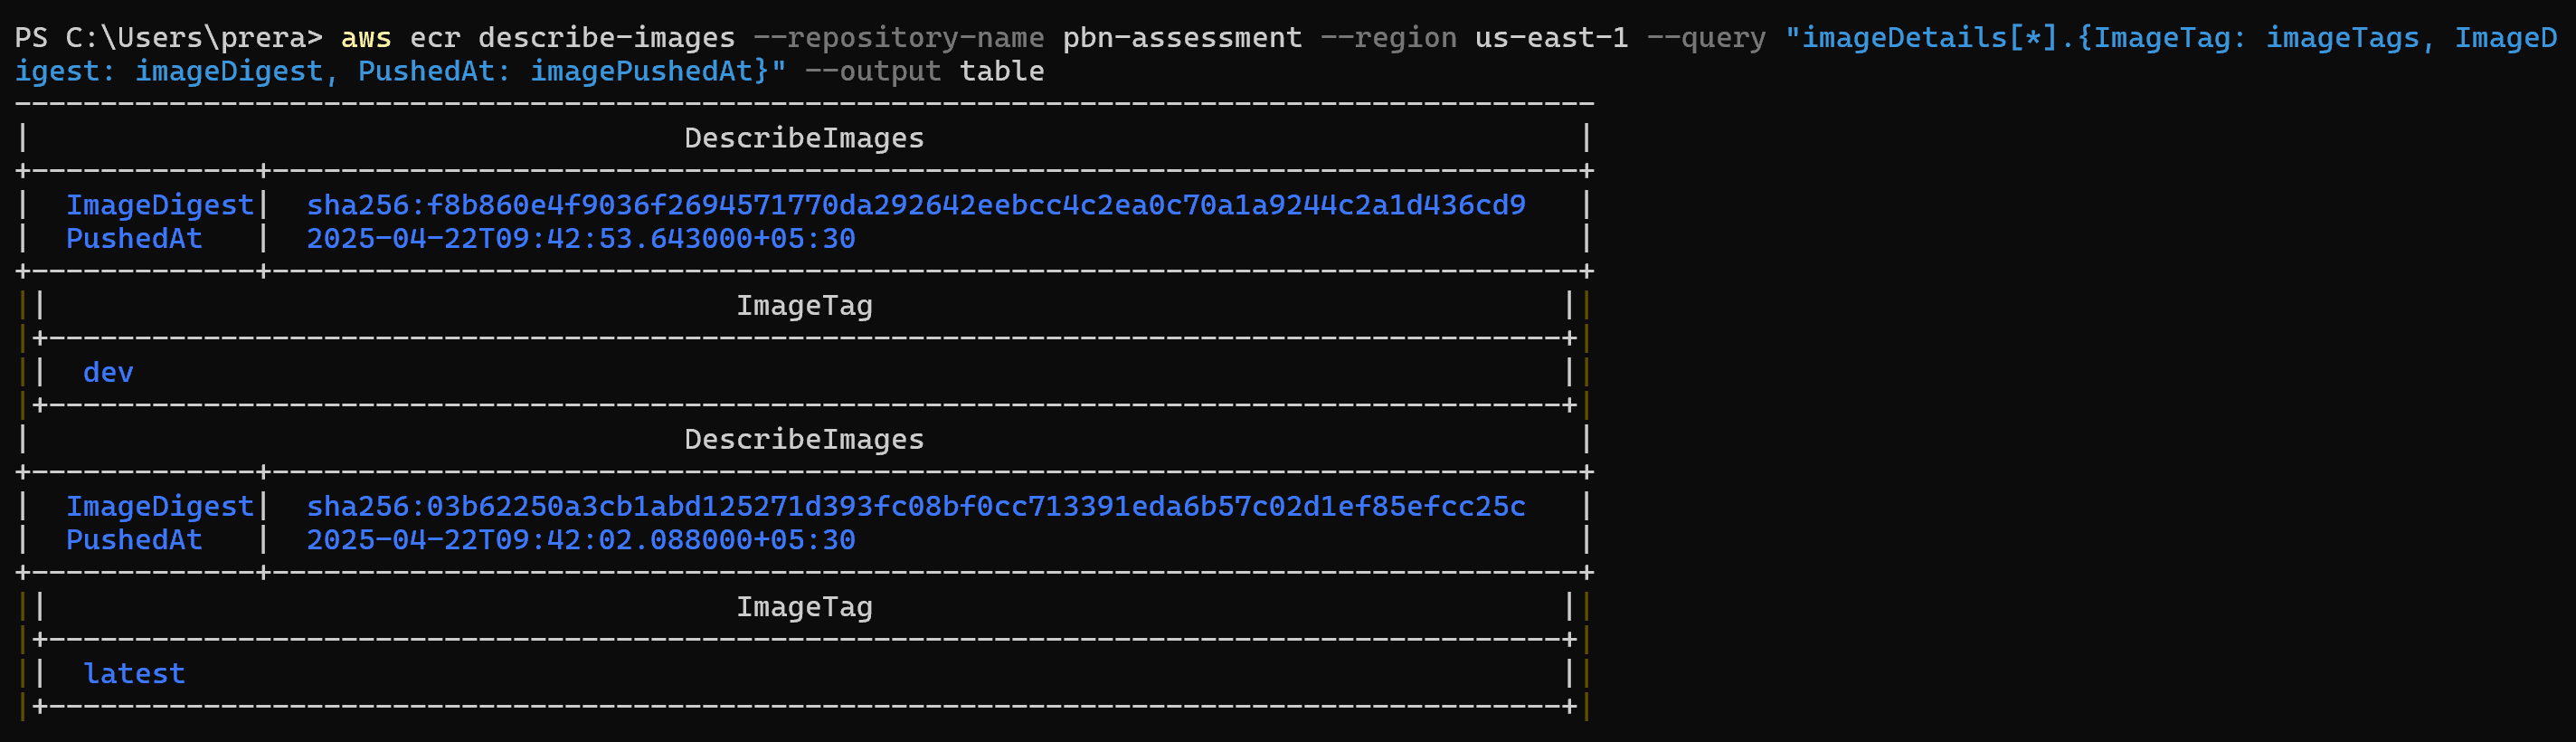 PS C:\Users\prera> aws ecr describe-images --repository-name pbn-assessment --region us-east-1 --query "imageDetails[*].{ImageTag: imageTags, ImageD
igest: imageDigest, PushedAt: imagePushedAt}" --output table
DescribeImages
ImageDigest| sha256:f8b860e4f9036f2694571770da292642eebcc4c2ea0c70a1a9244c2a1d436cd9
PushedAt | 2025-04-22T09:42:53.643000+05:30
ImageTag
dev
DescribeImages
ImageDigest| sha256:03b62250a3cb1abd125271d393fc08bf0cc713391eda6b57c02d1ef85efcc25c
PushedAt | 2025-04-22T09:42:02.088000+05:30
ImageTag
latest